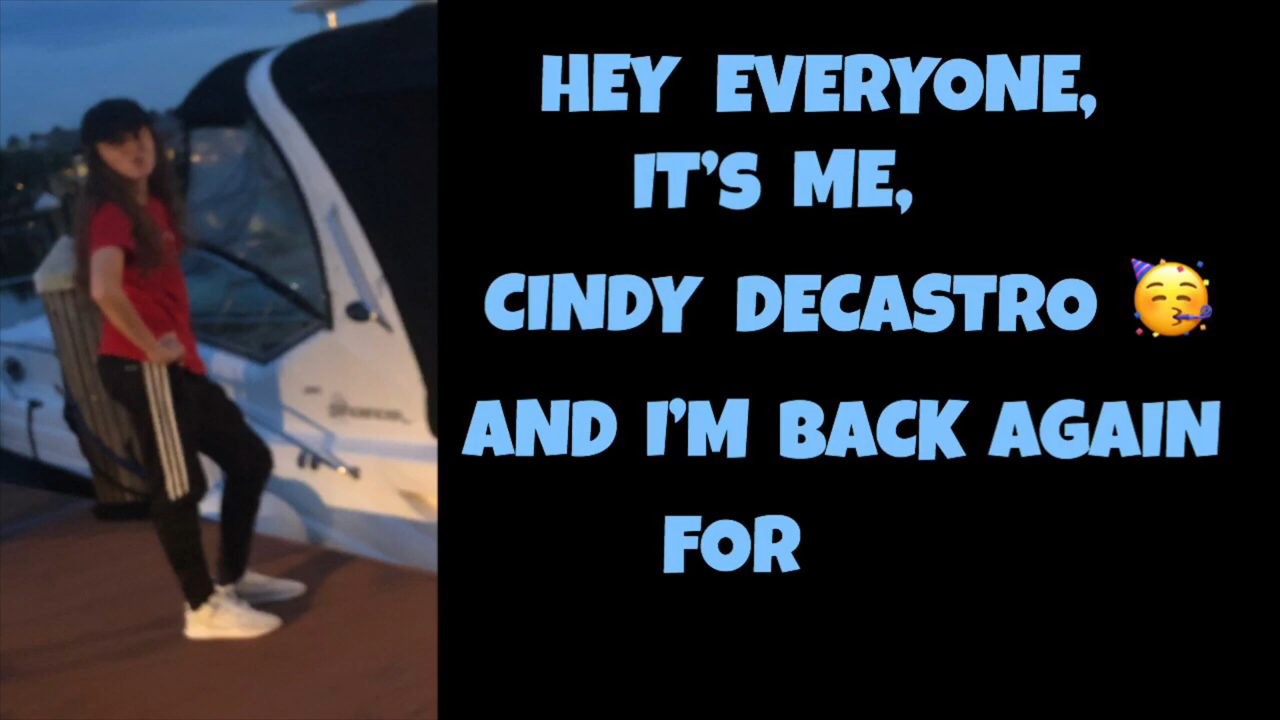 HEY EVERYONE,
IT'S ME,
CINDY DECASTRO 🥳
AND I'M BACK AGAIN
FOR